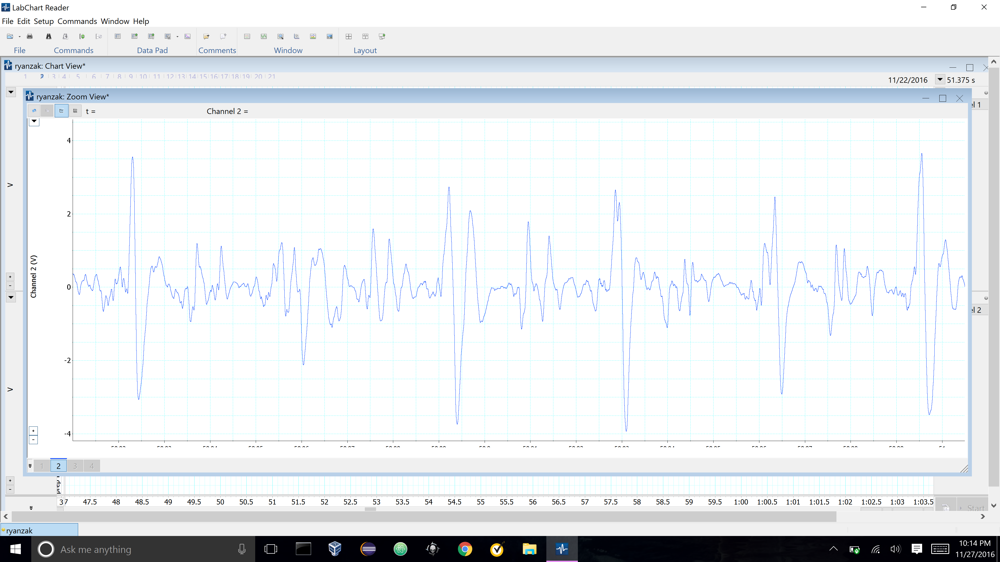 LabChart Reader
File Edit Setup Commands Window Help
File Commands Data Pad Comments Window Layout
ryanzak: Chart View*
1 2 3 4 5 6 7 8 9 10 11 12 13 14 15 16 17 18 19 20 21
11/22/2016 51.375 s
ryanzak: Zoom View*
t = Channel 2 =
4
2
0
-2
-4
Channel 2 (V)
V
V
1 2 3 4
47.5 48 48.5 49 49.5 50 50.5 51 51.5 52 52.5 53 53.5 54 54.5 55 55.5 56 56.5 57 57.5 58 58.5 59 59.5 1:00 1:00.5 1:01 1:01.5 1:02 1:02.5 1:03 1:03.5
Start
ryanzak
Ask me anything
10:14 PM
11/27/2016